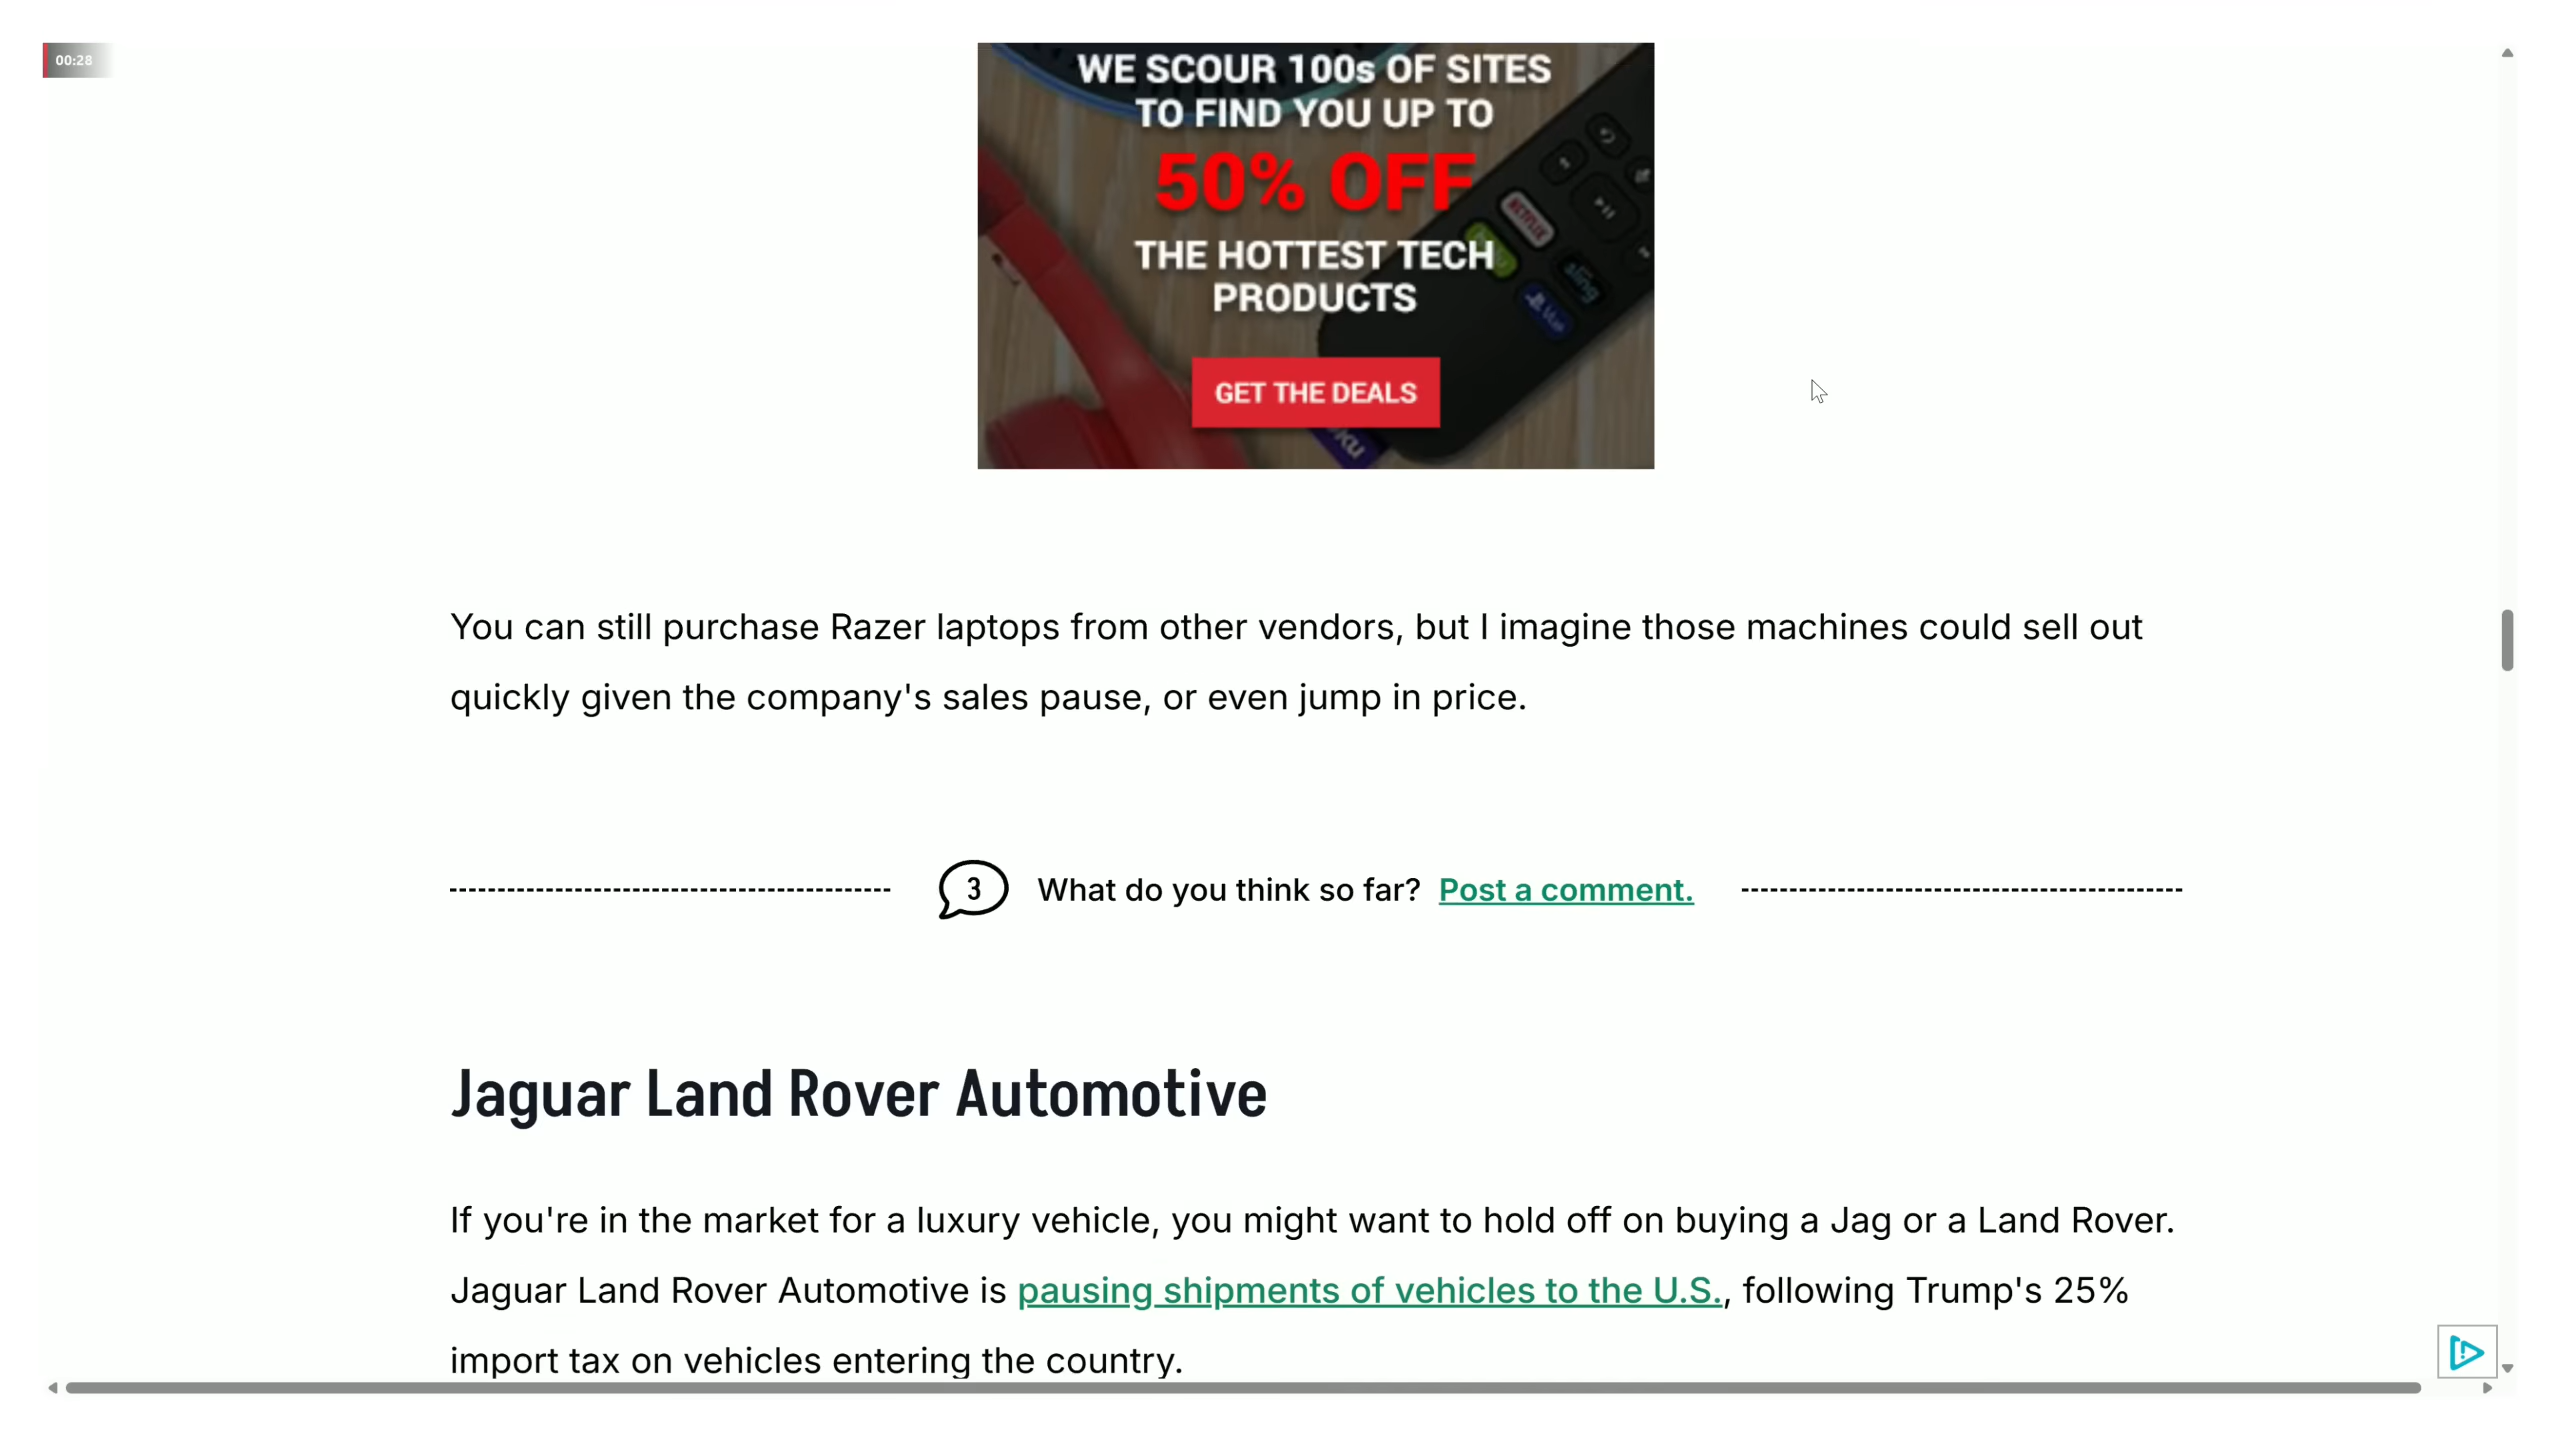 00:28
WE SCOUR 100s OF SITES
TO FIND YOU UP TO
50% OFF
THE HOTTEST TECH
PRODUCTS
NETFLIX
sling
GET THE DEALS
You can still purchase Razer laptops from other vendors, but I imagine those machines could sell out
quickly given the company's sales pause, or even jump in price.
3 What do you think so far? Post a comment.
Jaguar Land Rover Automotive
If you're in the market for a luxury vehicle, you might want to hold off on buying a Jag or a Land Rover.
Jaguar Land Rover Automotive is pausing shipments of vehicles to the U.S., following Trump's 25%
import tax on vehicles entering the country.